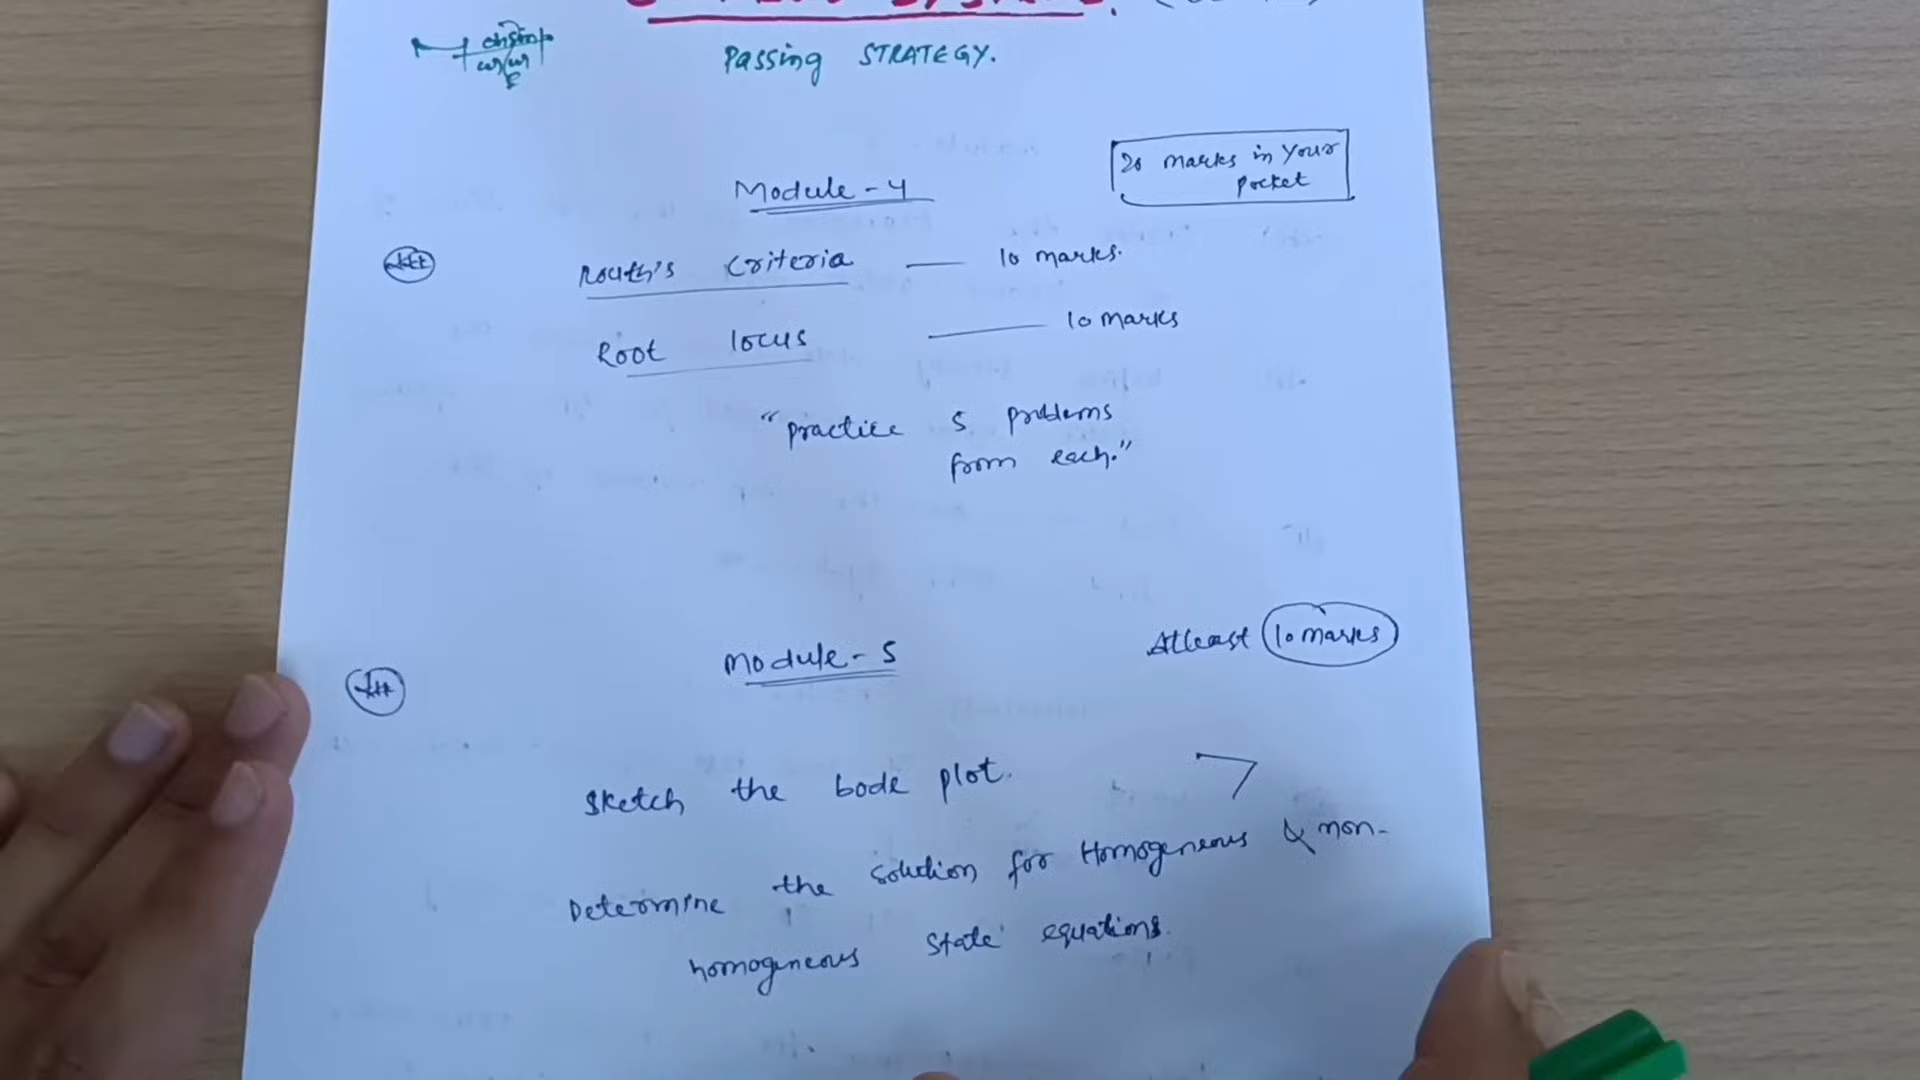 Passing STRATEGY.
20 marks in your
pocket
Module-4
Routh's criteria — 10 marks.
Root locus — 10 marks
"practice 5 problems
from each."
Atleast 10 marks
Module-5
Sketch the bode plot.
Determine the solution for Homogeneous & non-
homogeneous state equations.